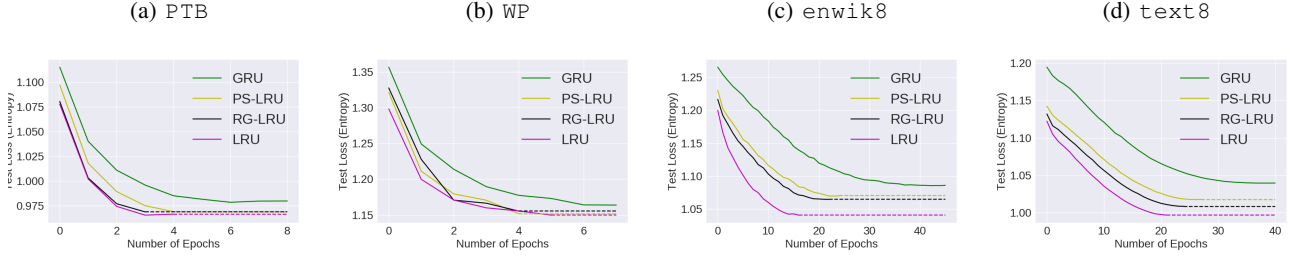 (a) PTB
(b) WP
(c) enwik8
(d) text8
1.100
1.075
1.050
1.025
1.000
0.975
Test Loss (Entropy)
GRU
PS-LRU
RG-LRU
LRU
0 2 4 6 8
Number of Epochs
1.35
1.30
1.25
1.20
1.15
Test Loss (Entropy)
GRU
PS-LRU
RG-LRU
LRU
0 2 4 6
Number of Epochs
1.25
1.20
1.15
1.10
1.05
Test Loss (Entropy)
GRU
PS-LRU
RG-LRU
LRU
0 10 20 30 40
Number of Epochs
1.20
1.15
1.10
1.05
1.00
Test Loss (Entropy)
GRU
PS-LRU
RG-LRU
LRU
0 10 20 30 40
Number of Epochs